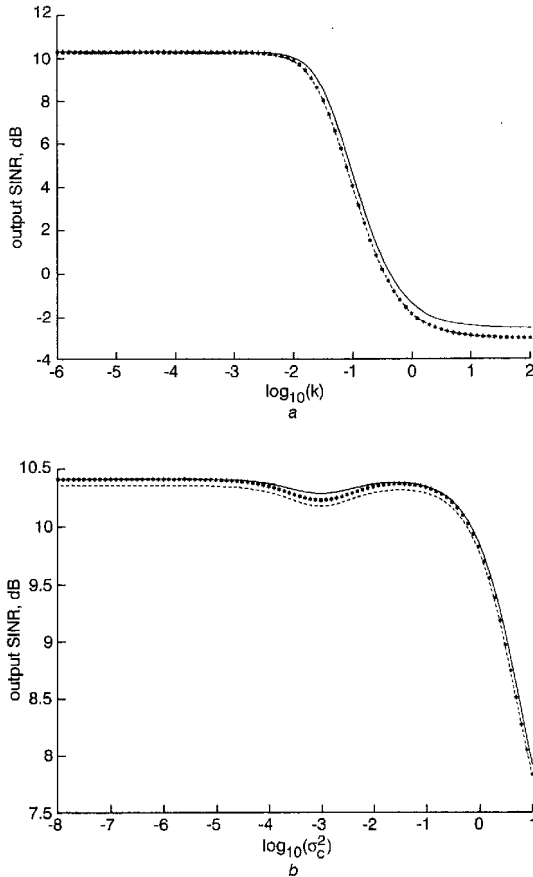 12
10
8
6
4
2
0
-2
-4
output SINR, dB
-6 -5 -4 -3 -2 -1 0 1 2
log10(k)
a
10.5
10
9.5
9
8.5
8
7.5
output SINR, dB
-8 -7 -6 -5 -4 -3 -2 -1 0
log10(σc²)
b